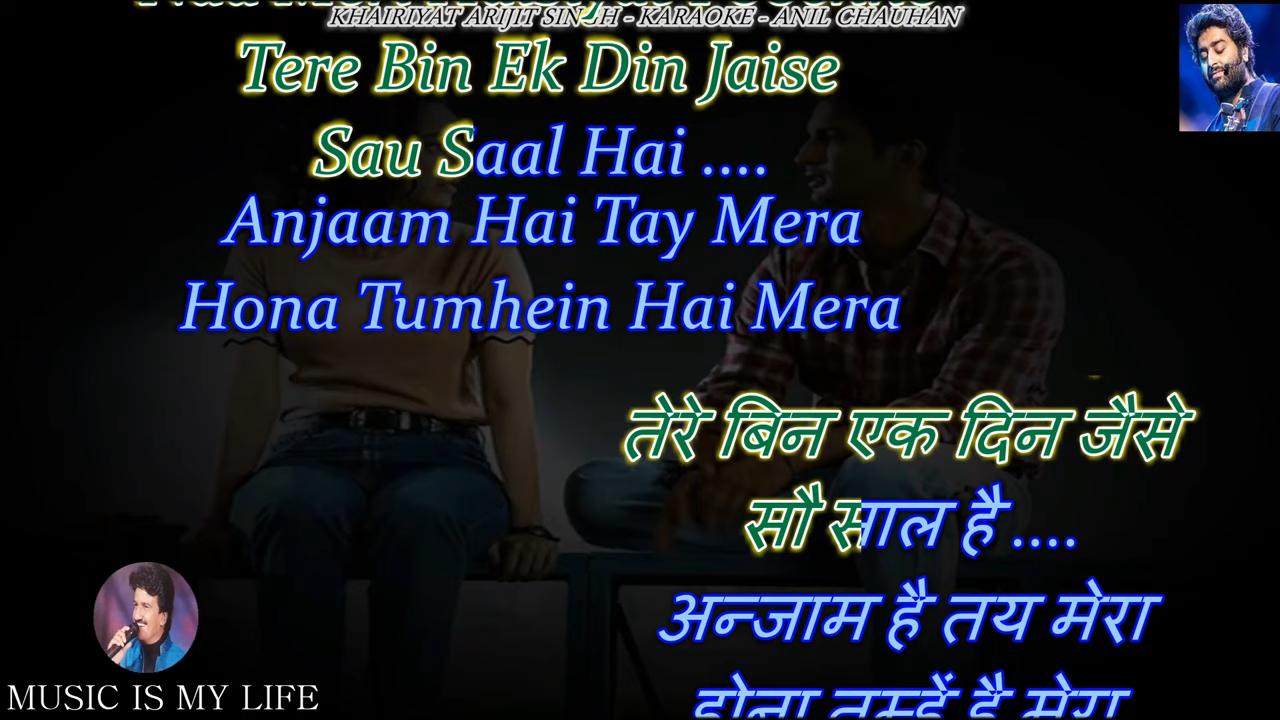 KHAIRIYAT ARIJIT SINGH - KARAOKE - ANIL CHAUHAN
Tere Bin Ek Din Jaise
Sau Saal Hai ....
Anjaam Hai Tay Mera
Hona Tumhein Hai Mera
तेरे बिन एक दिन जैसे
सौ साल है ....
अन्जाम है तय मेरा
होना तुम्हें है मेरा
MUSIC IS MY LIFE